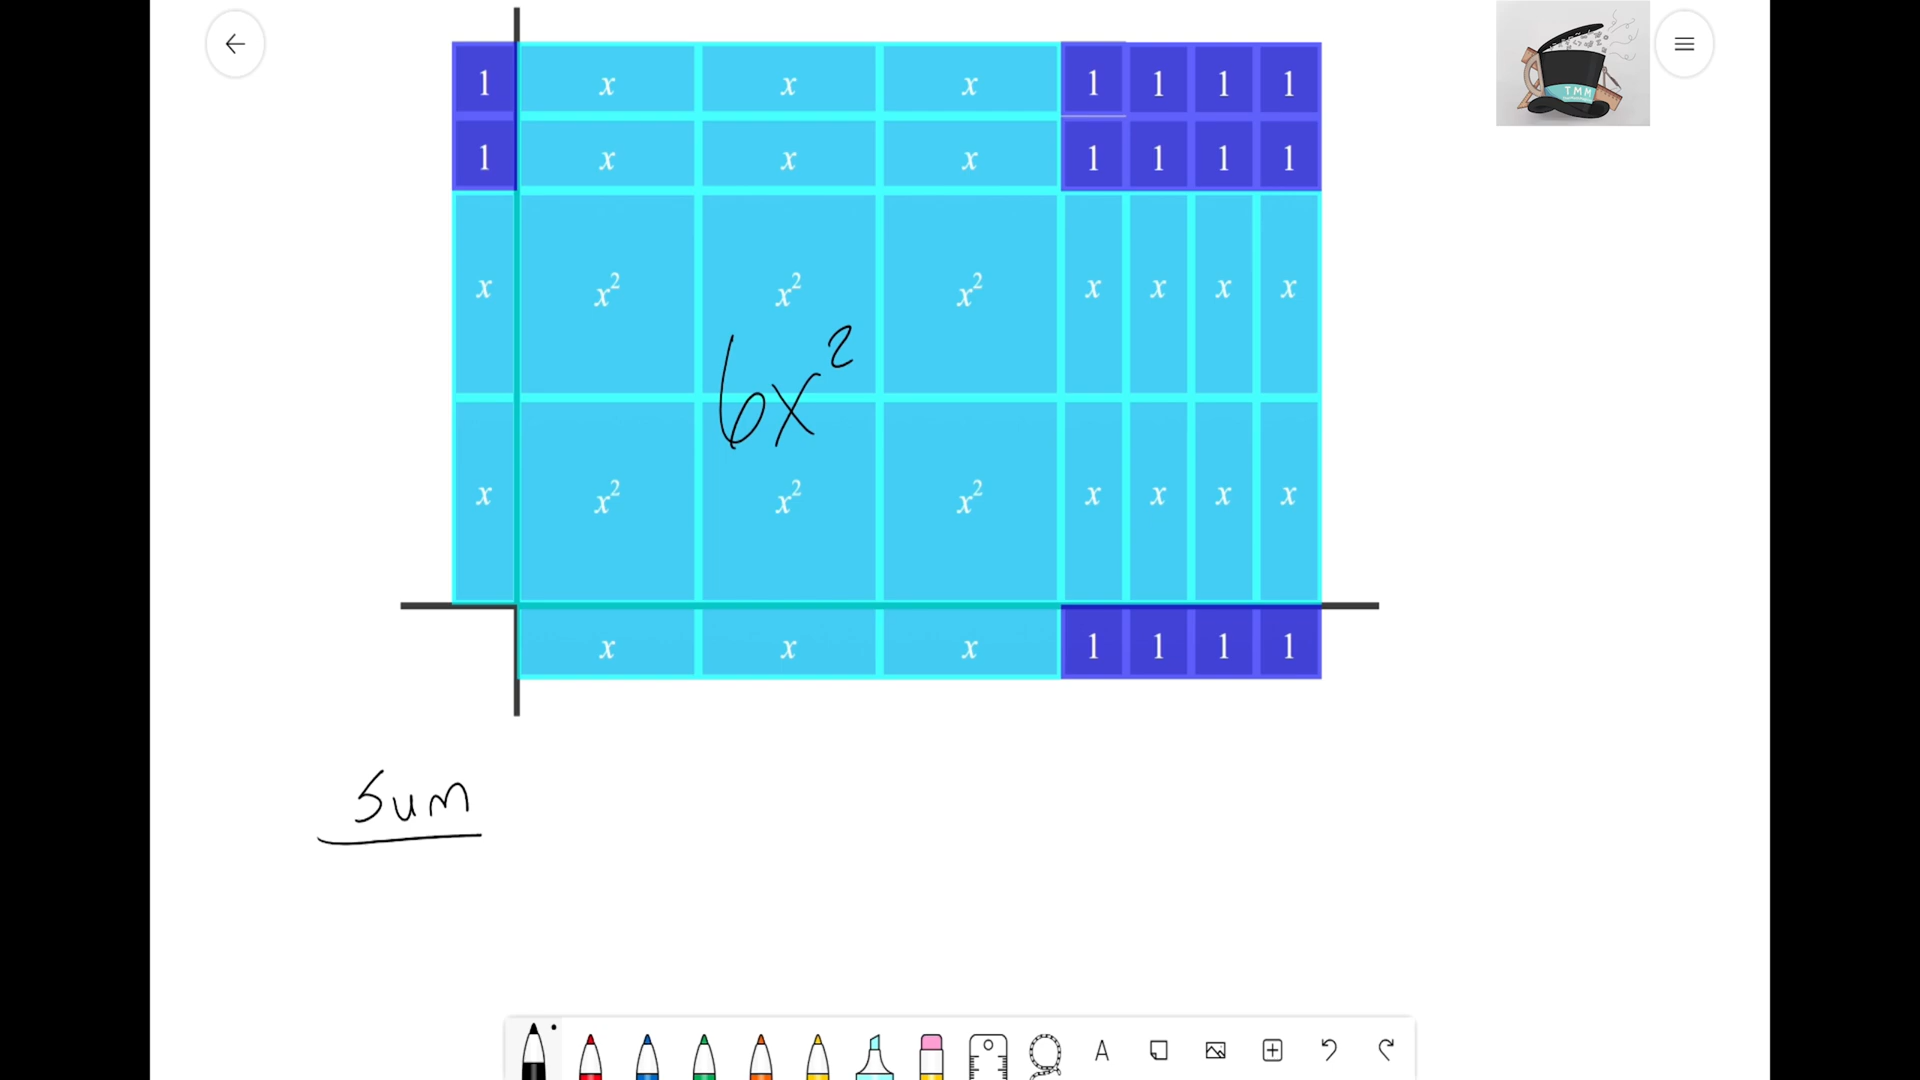 1 x x x 1 1 1 1
1 x x x 1 1 1 1
x x² x² x² x x x x
6x²
x x² x² x² x x x x
x x x 1 1 1 1
Sum
TMM
A